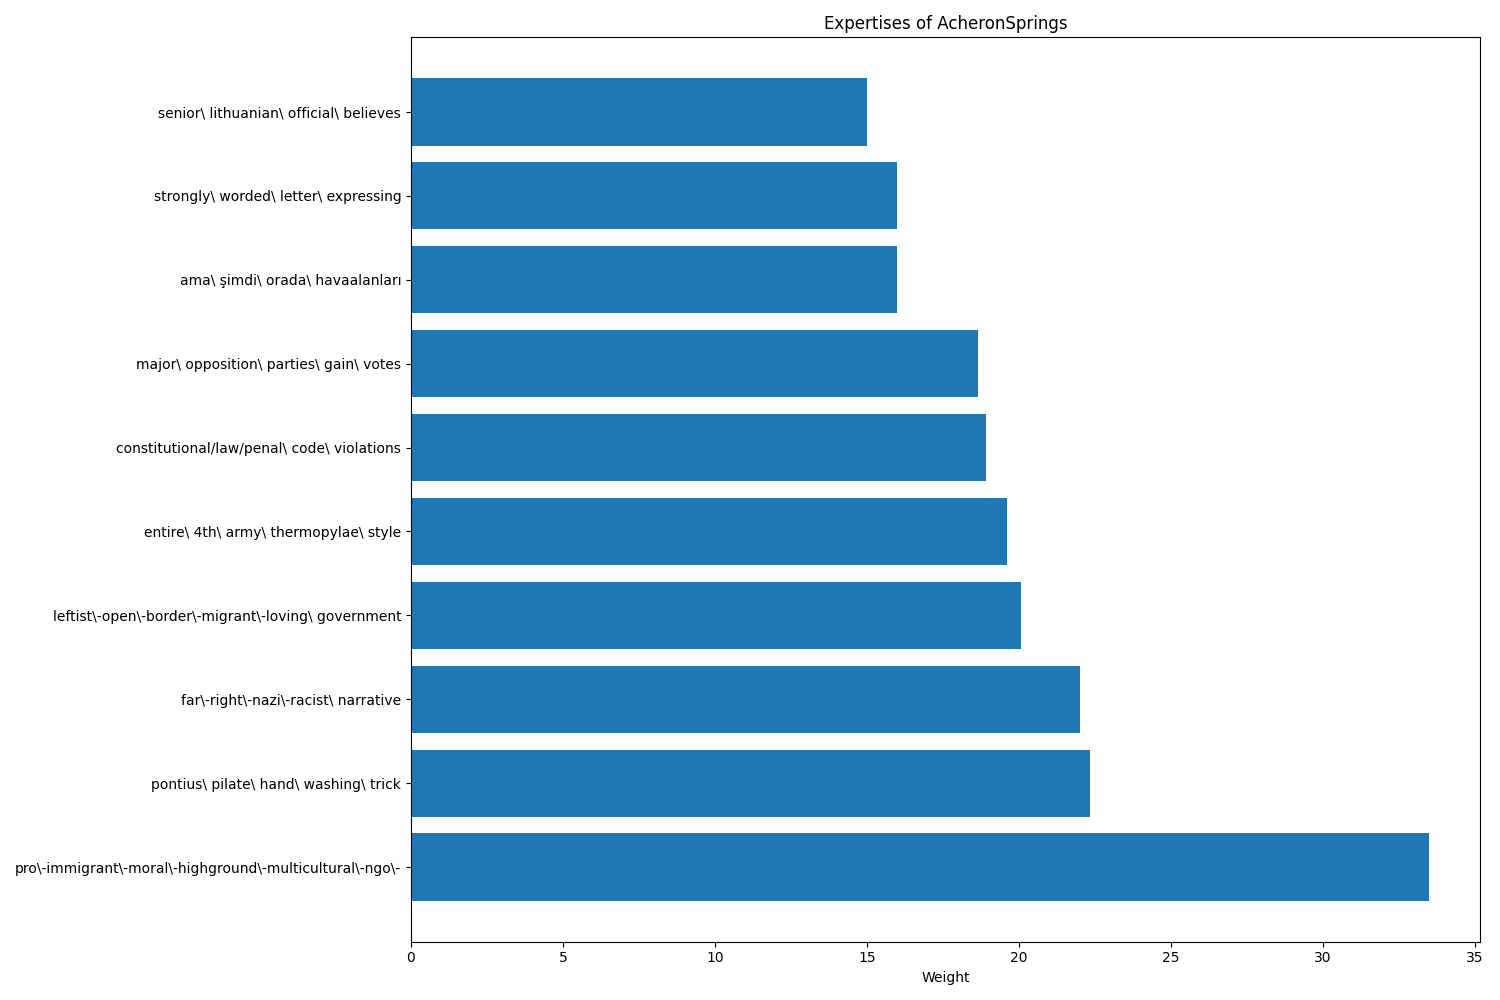 Expertises of AcheronSprings
senior\ lithuanian\ official\ believes
strongly\ worded\ letter\ expressing
ama\ şimdi\ orada\ havaalanları
major\ opposition\ parties\ gain\ votes
constitutional/law/penal\ code\ violations
entire\ 4th\ army\ thermopylae\ style
leftist\-open\-border\-migrant\-loving\ government
far\-right\-nazi\-racist\ narrative
pontius\ pilate\ hand\ washing\ trick
pro\-immigrant\-moral\-highground\-multicultural\-ngo\-
0 5 10 15 20 25 30 35
Weight